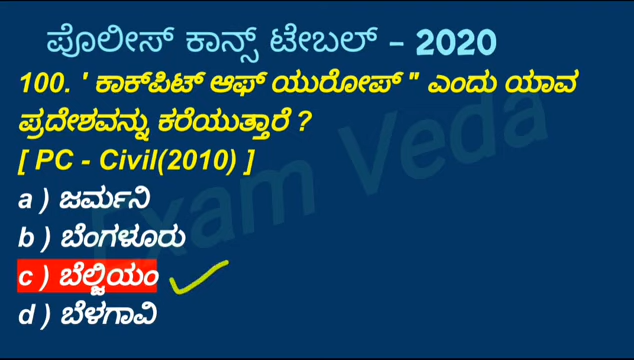 ಪೊಲೀಸ್ ಕಾನ್ಸ್ ಟೇಬಲ್ – 2020
100. ' ಕಾಕ್‌ಪಿಟ್ ಆಫ್ ಯುರೋಪ್ " ಎಂದು ಯಾವ
ಪ್ರದೇಶವನ್ನು ಕರೆಯುತ್ತಾರೆ ?
[ PC - Civil(2010) ]
a ) ಜರ್ಮನಿ
b ) ಬೆಂಗಳೂರು
c ) ಬೆಲ್ಜಿಯಂ
d ) ಬೆಳಗಾವಿ
Exam Veda